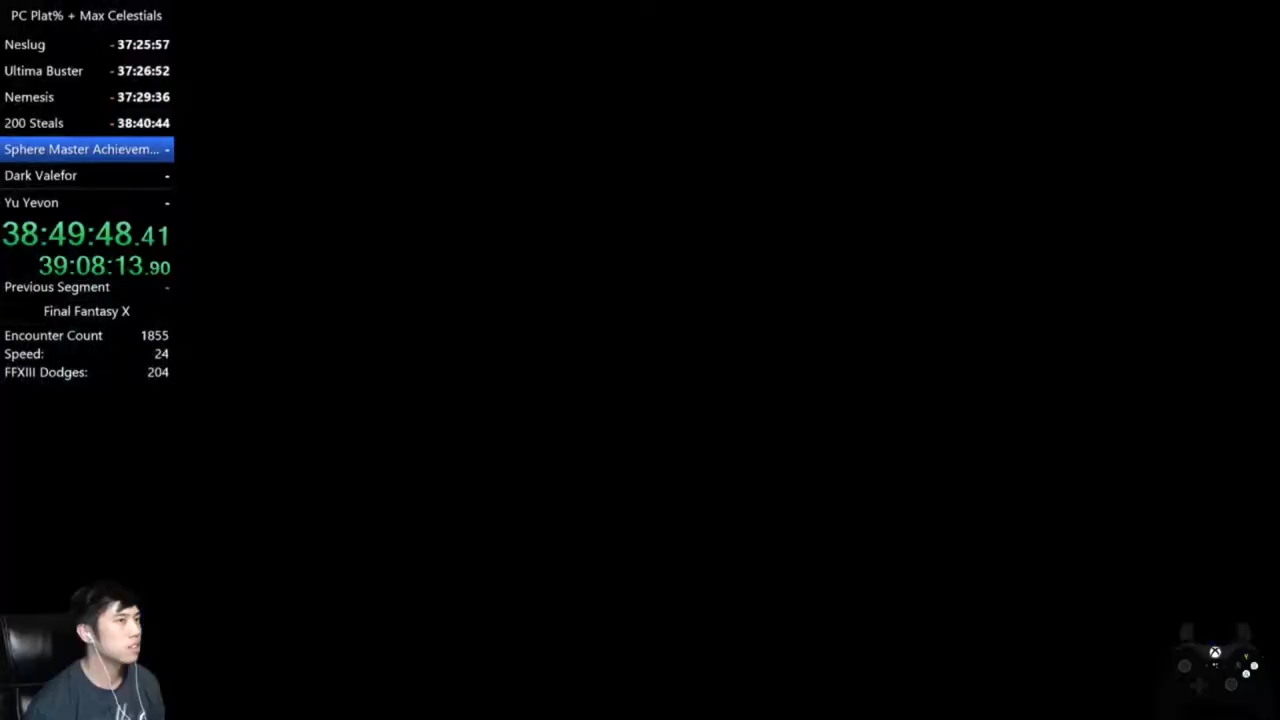 PC Plat% + Max Celestials
Neslug - 37:25:57
Ultima Buster - 37:26:52
Nemesis - 37:29:36
200 Steals - 38:40:44
Sphere Master Achievem... -
Dark Valefor -
Yu Yevon -
38:49:48.41
39:08:13.90
Previous Segment -
Final Fantasy X
Encounter Count 1855
Speed: 24
FFXIII Dodges: 204